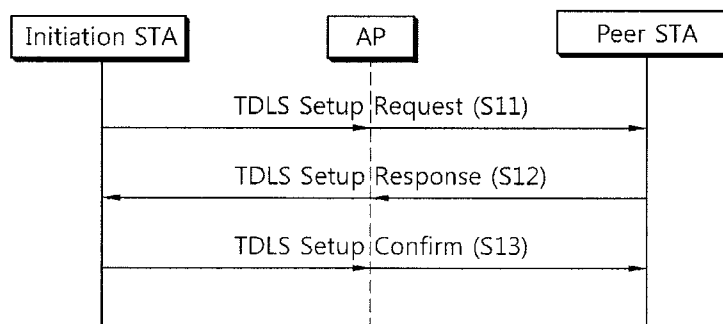 Initiation STA
AP
Peer STA
TDLS Setup Request (S11)
TDLS Setup Response (S12)
TDLS Setup Confirm (S13)